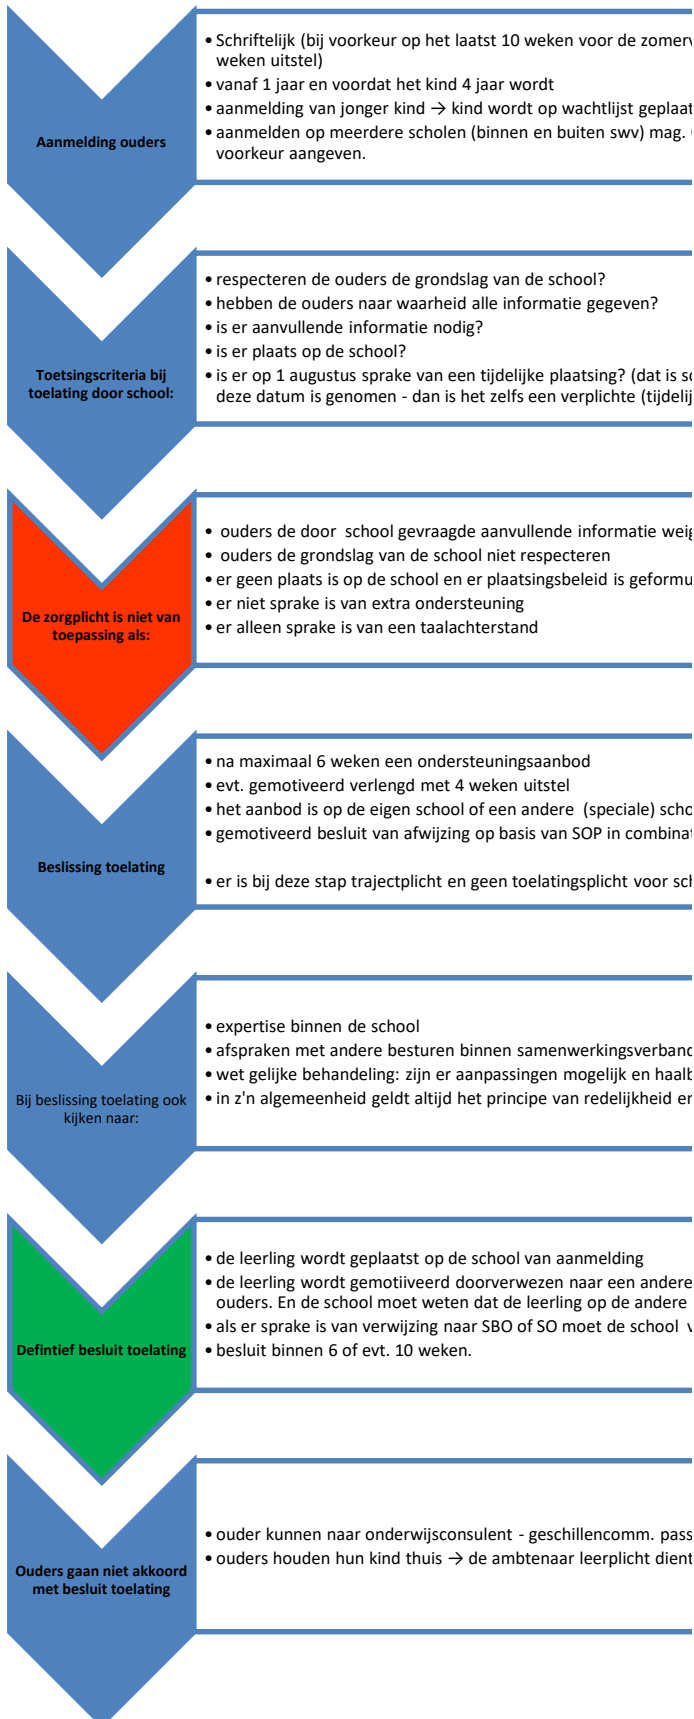 Aanmelding ouders
• Schriftelijk (bij voorkeur op het laatst 10 weken voor de
weken uitstel)
• vanaf 1 jaar en voordat het kind 4 jaar wordt
• aanmelding van jonger kind → kind wordt op wachtlijst
• aanmelden op meerdere scholen (binnen en buiten swv) mag.
voorkeur aangeven.
Toetsingscriteria bij
toelating door school:
• respecteren de ouders de grondslag van de school?
• hebben de ouders naar waarheid alle informatie gegeven?
• is er aanvullende informatie nodig?
• is er plaats op de school?
• is er op 1 augustus sprake van een tijdelijke plaatsing? (dat is
deze datum is genomen - dan is het zelfs een verplichte
De zorgplicht is niet van
toepassing als:
• ouders de door school gevraagde aanvullende informatie
• ouders de grondslag van de school niet respecteren
• er geen plaats is op de school en er plaatsingsbeleid is
• er niet sprake is van extra ondersteuning
• er alleen sprake is van een taalachterstand
Beslissing toelating
• na maximaal 6 weken een ondersteuningsaanbod
• evt. gemotiveerd verlengd met 4 weken uitstel
• het aanbod is op de eigen school of een andere (speciale)
• gemotiveerd besluit van afwijzing op basis van SOP in
• er is bij deze stap trajectplicht en geen toelatingsplicht voor
Bij beslissing toelating ook
kijken naar:
• expertise binnen de school
• afspraken met andere besturen binnen samenwerkingsverband
• wet gelijke behandeling: zijn er aanpassingen mogelijk en
• in z'n algemeenheid geldt altijd het principe van redelijkheid
Defintief besluit toelating
• de leerling wordt geplaatst op de school van aanmelding
• de leerling wordt gemotiiveerd doorverwezen naar een andere
ouders. En de school moet weten dat de leerling op de andere
• als er sprake is van verwijzing naar SBO of SO moet de school
• besluit binnen 6 of evt. 10 weken.
Ouders gaan niet akkoord
met besluit toelating
• ouder kunnen naar onderwijsconsulent - geschillencomm.
• ouders houden hun kind thuis → de ambtenaar leerplicht dient